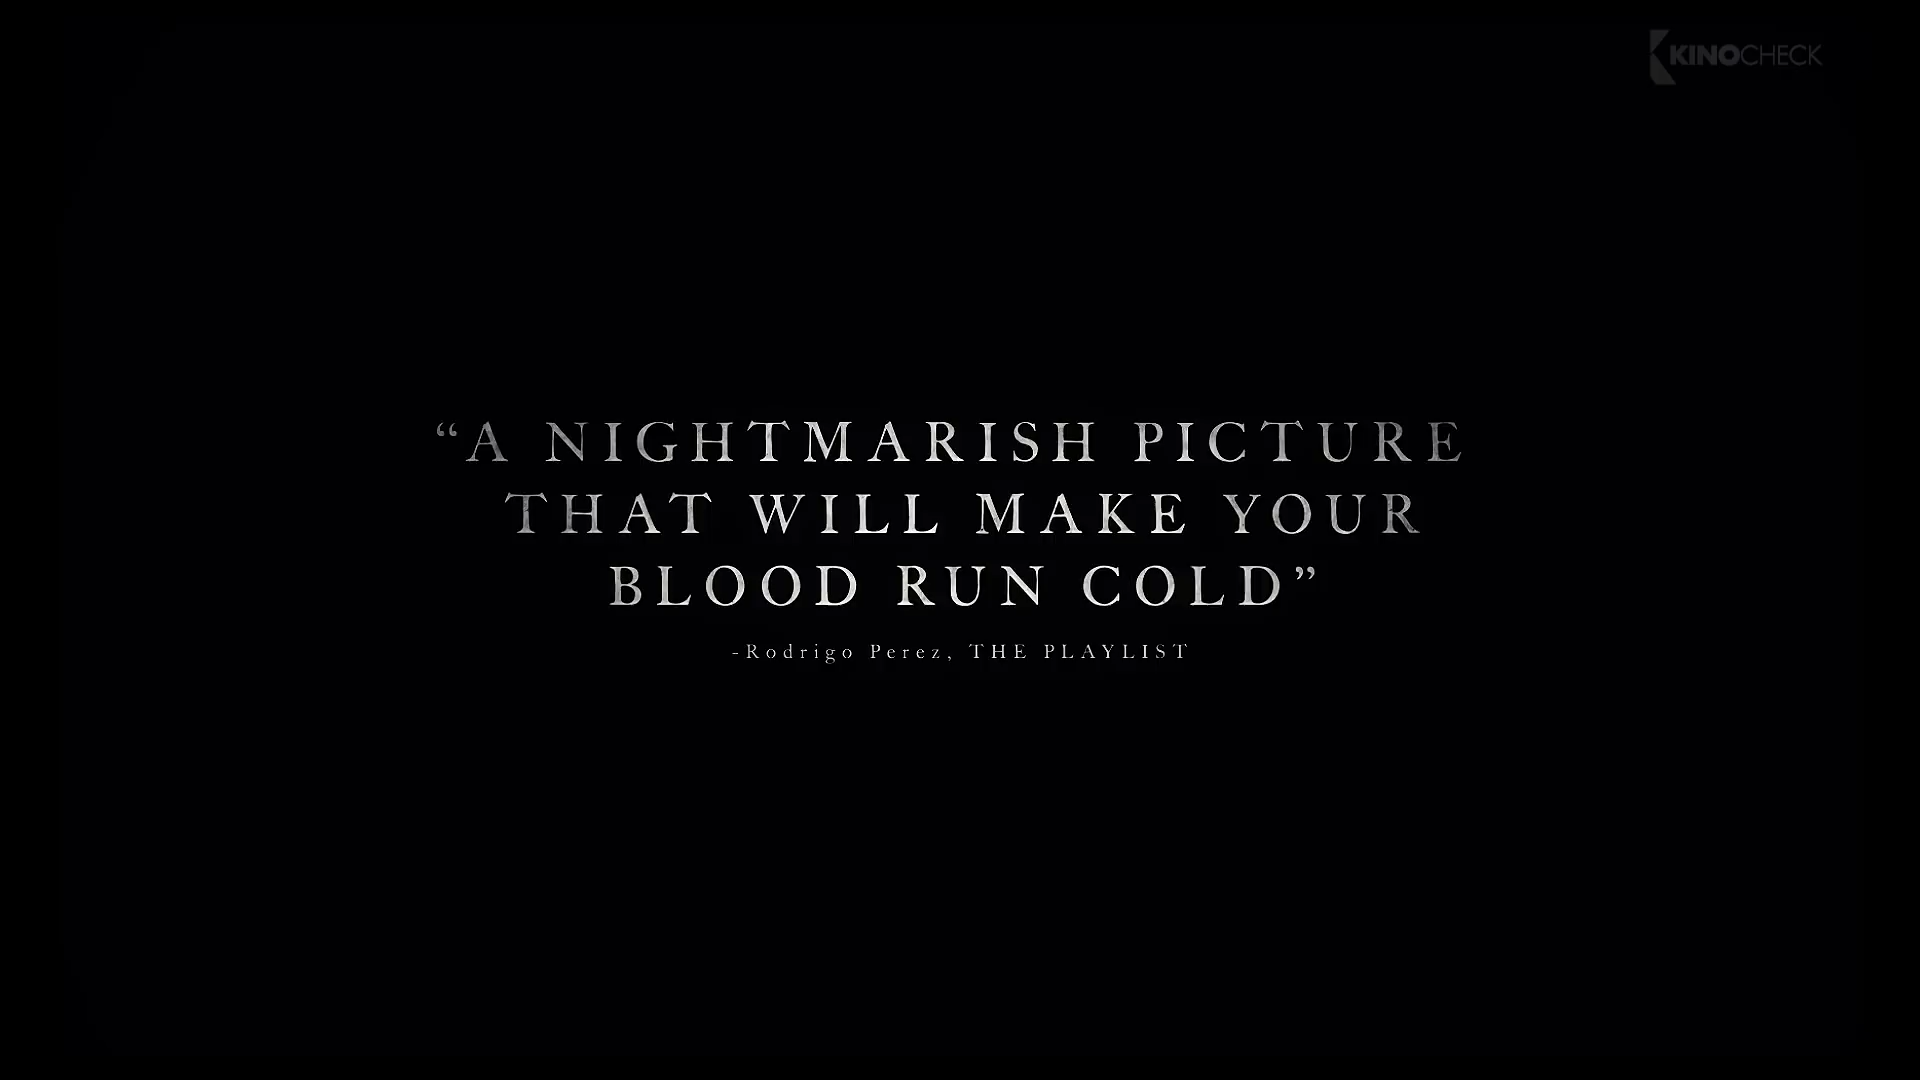 KINOCHECK
“A NIGHTMARISH PICTURE
THAT WILL MAKE YOUR
BLOOD RUN COLD”
-Rodrigo Perez, THE PLAYLIST